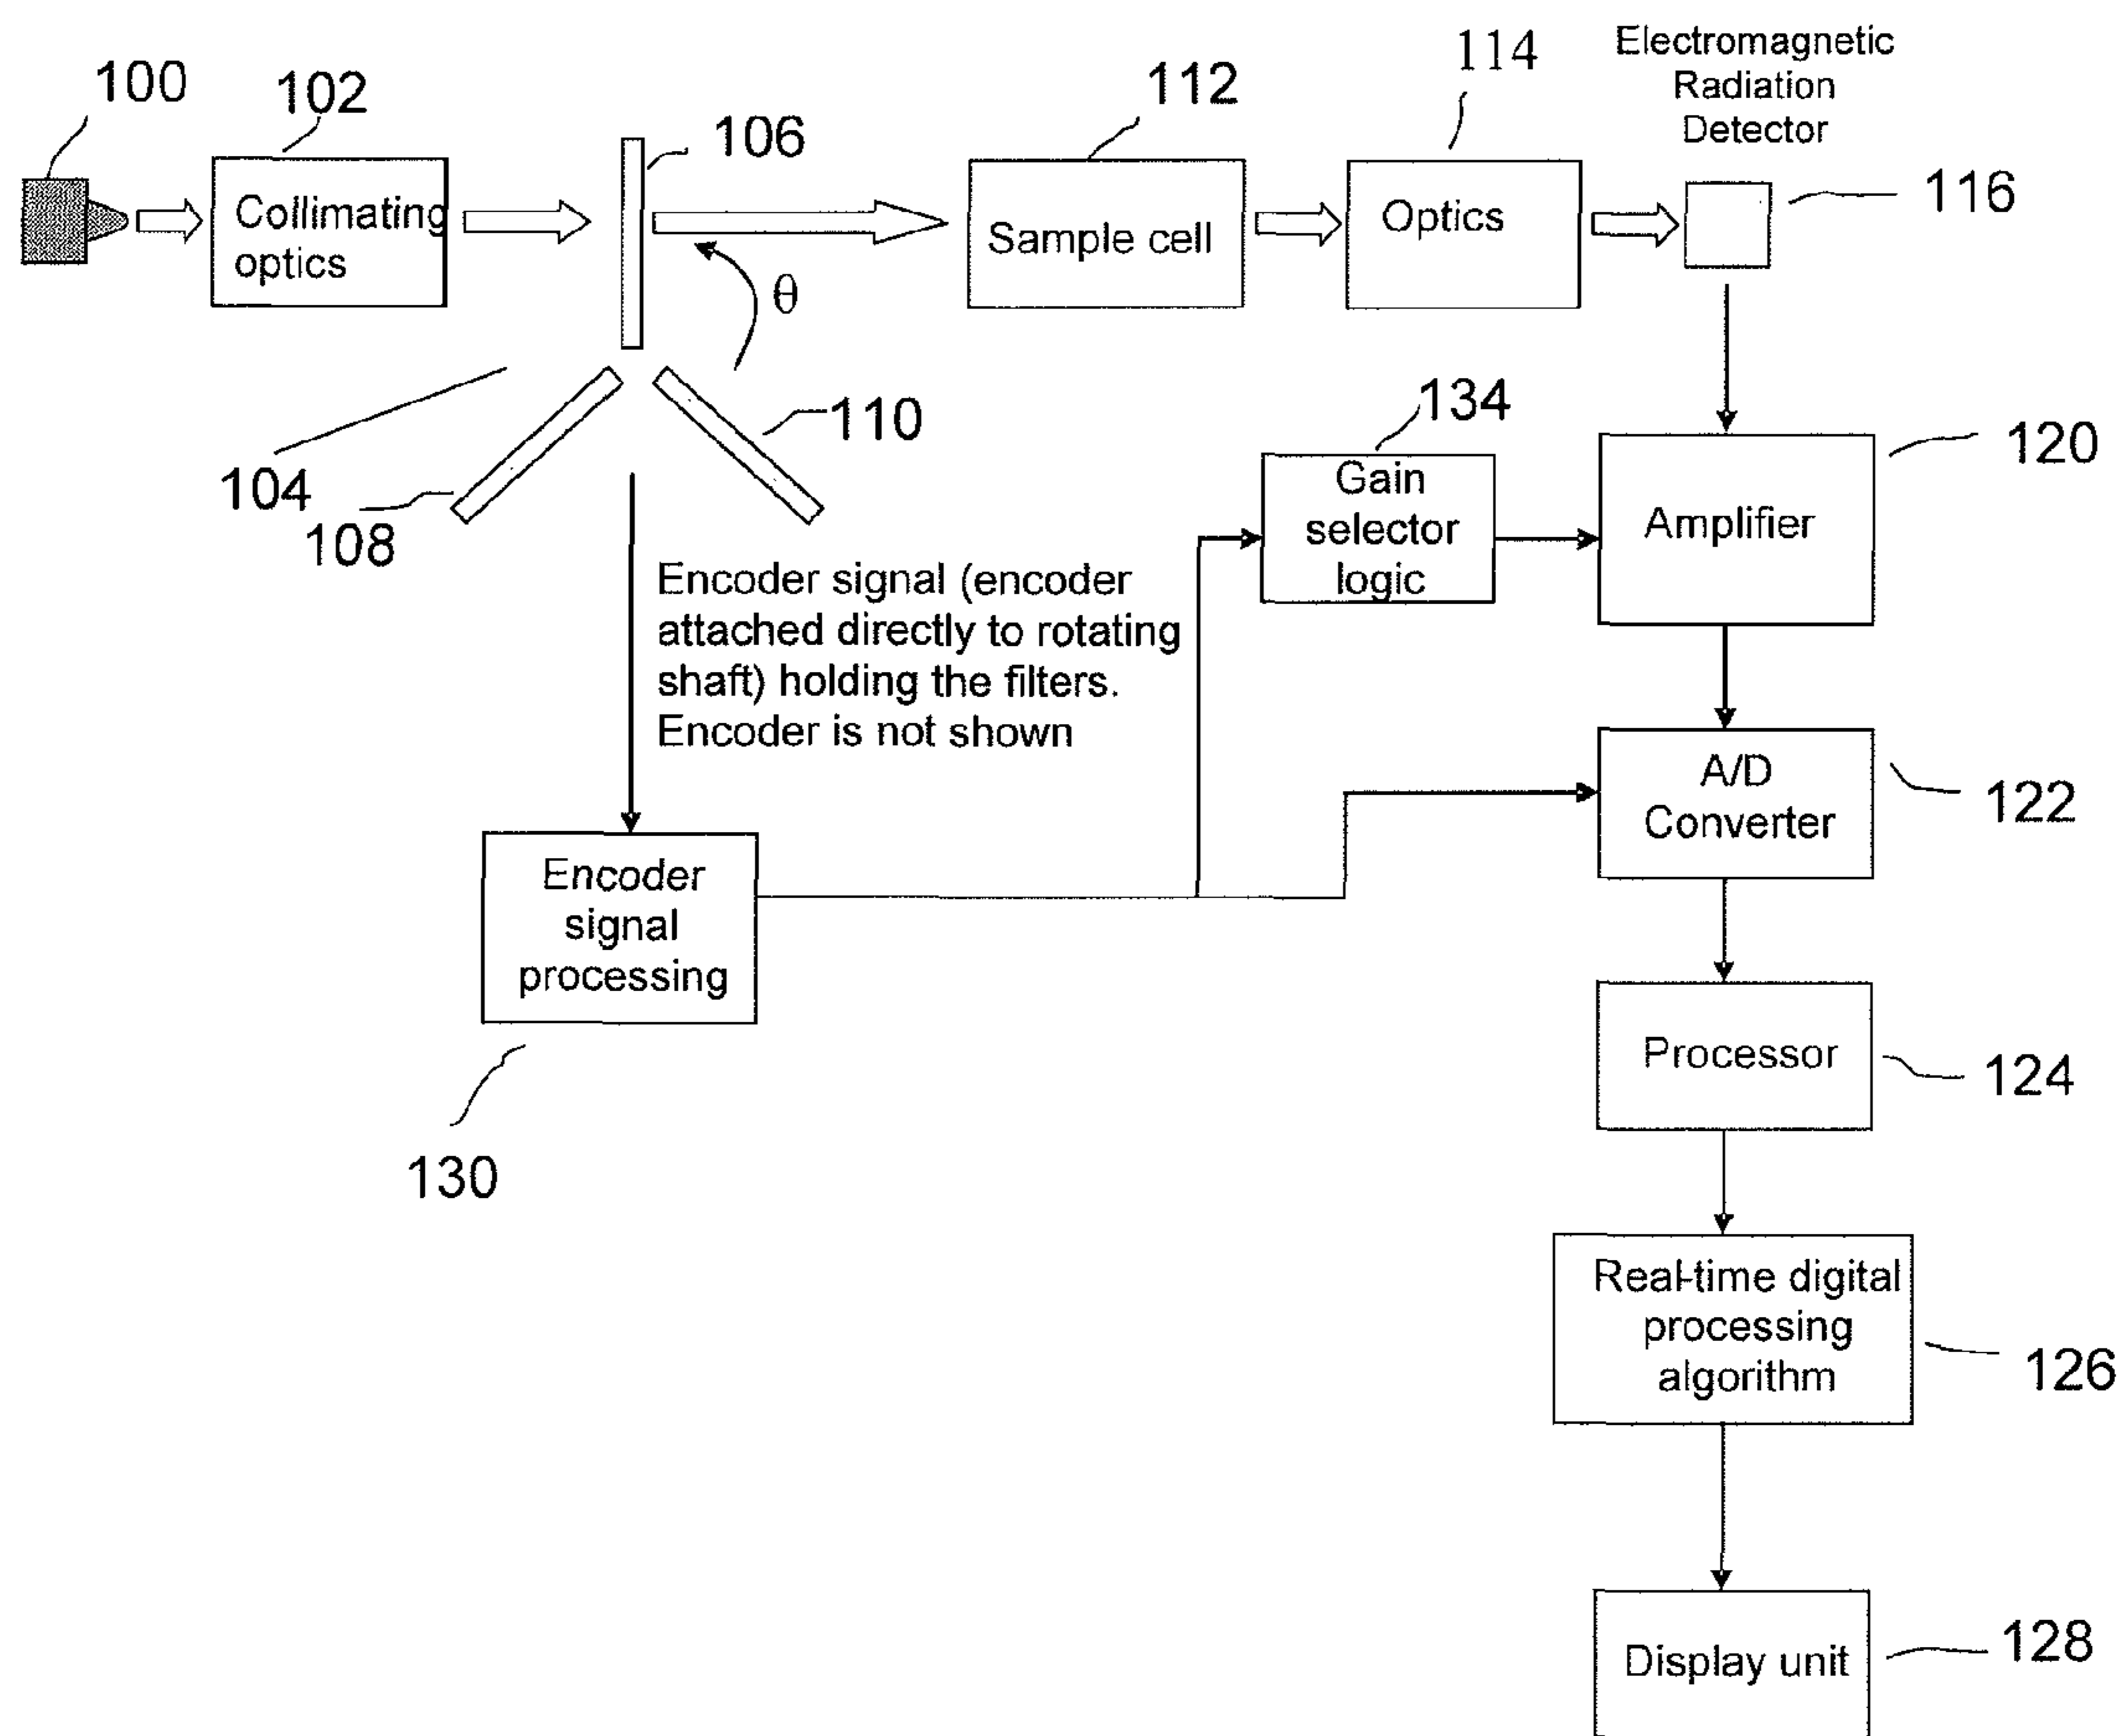 100
102
106
112
114
Electromagnetic
Radiation
Detector
116
Collimating
optics
Sample cell
Optics
θ
104
108
110
134
Gain
selector
logic
120
Amplifier
Encoder signal (encoder
attached directly to rotating
shaft) holding the filters.
Encoder is not shown
A/D
Converter
122
Encoder
signal
processing
130
Processor
124
Real-time digital
processing
algorithm
126
Display unit
128